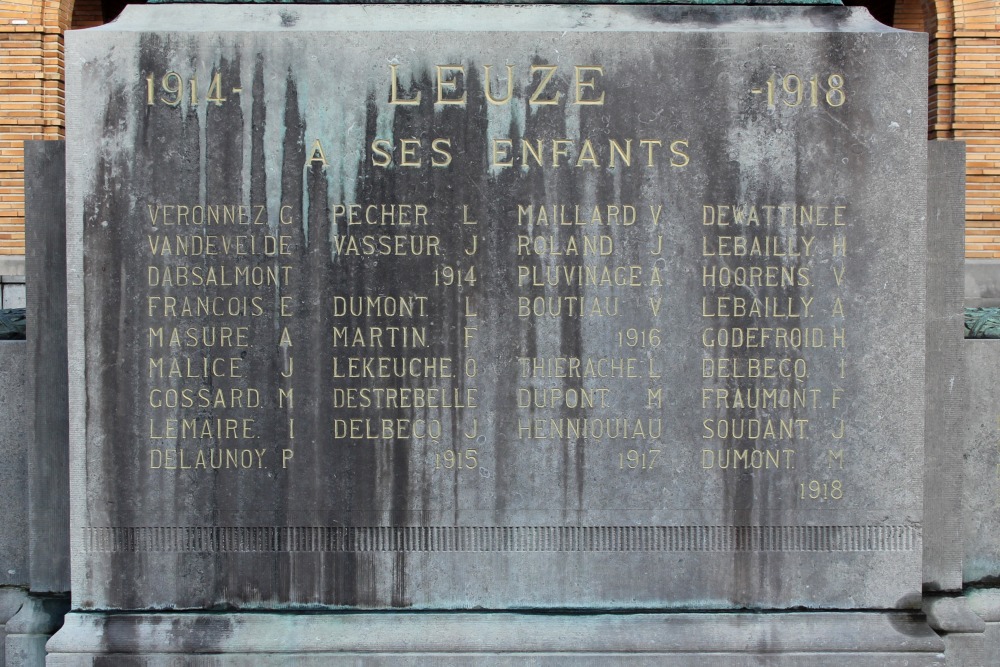 1914-
LEUZE
-1918
A SES ENFANTS
VERONNEZ. G
VANDEVELDE
DABSALMONT
FRANCOIS E
MASURE. A
MALICE J
GOSSARD. M
LEMAIRE. I
DELAUNOY. P
PECHER L
VASSEUR. J
1914
DUMONT. L
MARTIN. F
LEKEUCHE. O
DESTREBELLE
DELBECQ. J
1915
MAILLARD V
ROLAND J
PLUVINAGE A
BOUTIAU V
1916
THIERACHE. L
DUPONT. M
HENNIQUIAU
1917
DEWATTINE. E
LEBAILLY. H
HOORENS. V
LEBAILLY. A
GODEFROID. H
DELBECQ. I
FRAUMONT. F
SOUDANT. J
DUMONT. M
1918